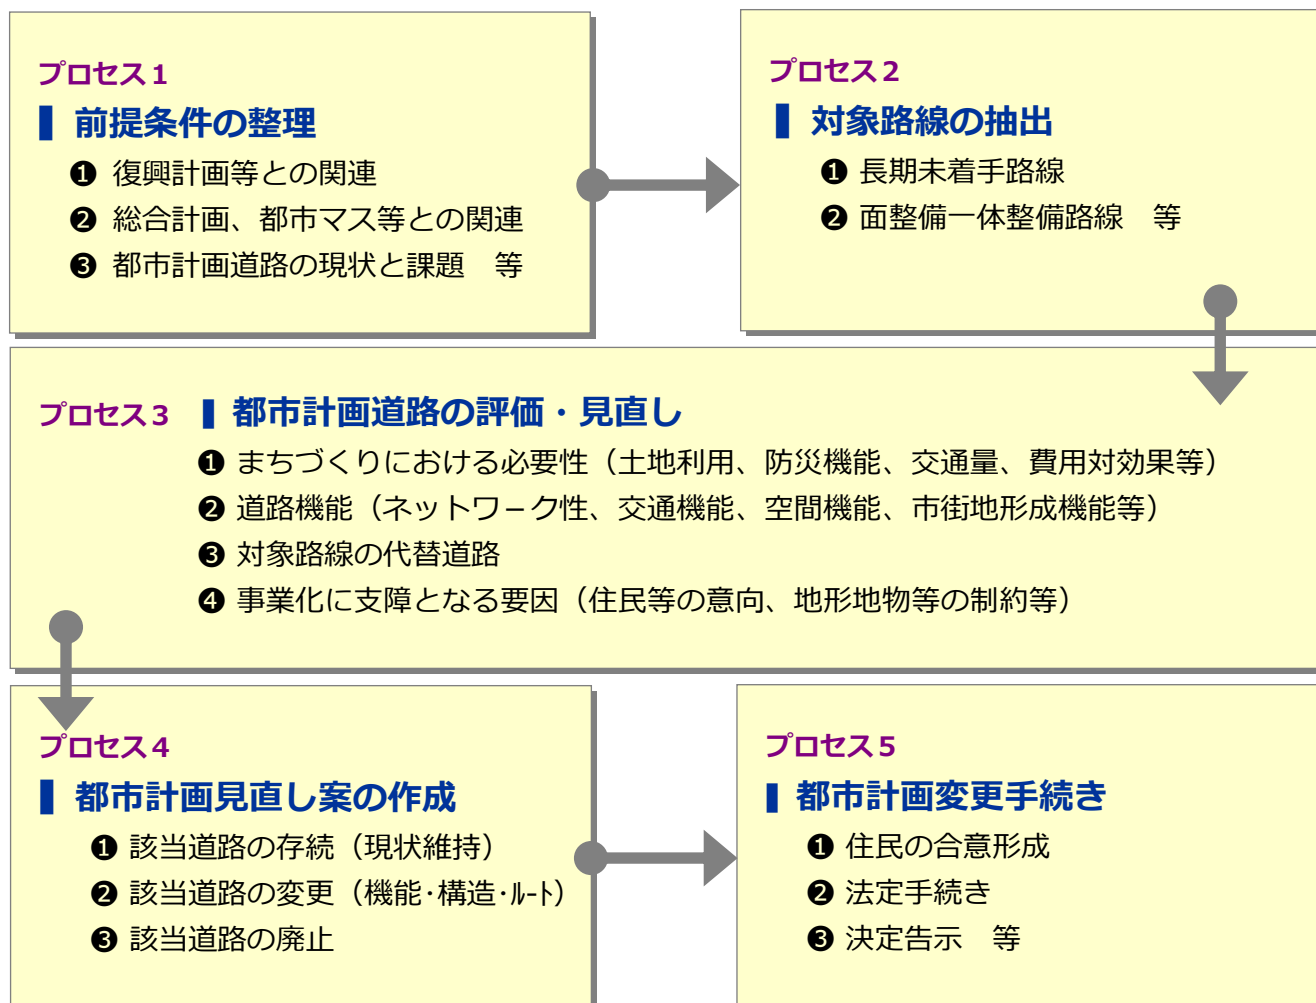 プロセス１
前提条件の整理
❶ 復興計画等との関連
❷ 総合計画、都市マス等との関連
❸ 都市計画道路の現状と課題　等
プロセス２
対象路線の抽出
❶ 長期未着手路線
❷ 面整備一体整備路線　等
プロセス３ 都市計画道路の評価・見直し
❶ まちづくりにおける必要性（土地利用、防災機能、交通量、費用対効果等）
❷ 道路機能（ネットワーク性、交通機能、空間機能、市街地形成機能等）
❸ 対象路線の代替道路
❹ 事業化に支障となる要因（住民等の意向、地形地物等の制約等）
プロセス４
都市計画見直し案の作成
❶ 該当道路の存続（現状維持）
❷ 該当道路の変更（機能･構造･ﾙｰﾄ）
❸ 該当道路の廃止
プロセス５
都市計画変更手続き
❶ 住民の合意形成
❷ 法定手続き
❸ 決定告示　等